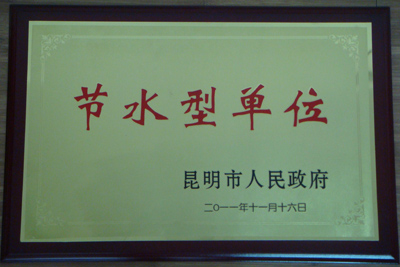 节水型单位
昆明市人民政府
二〇一一年十一月十六日